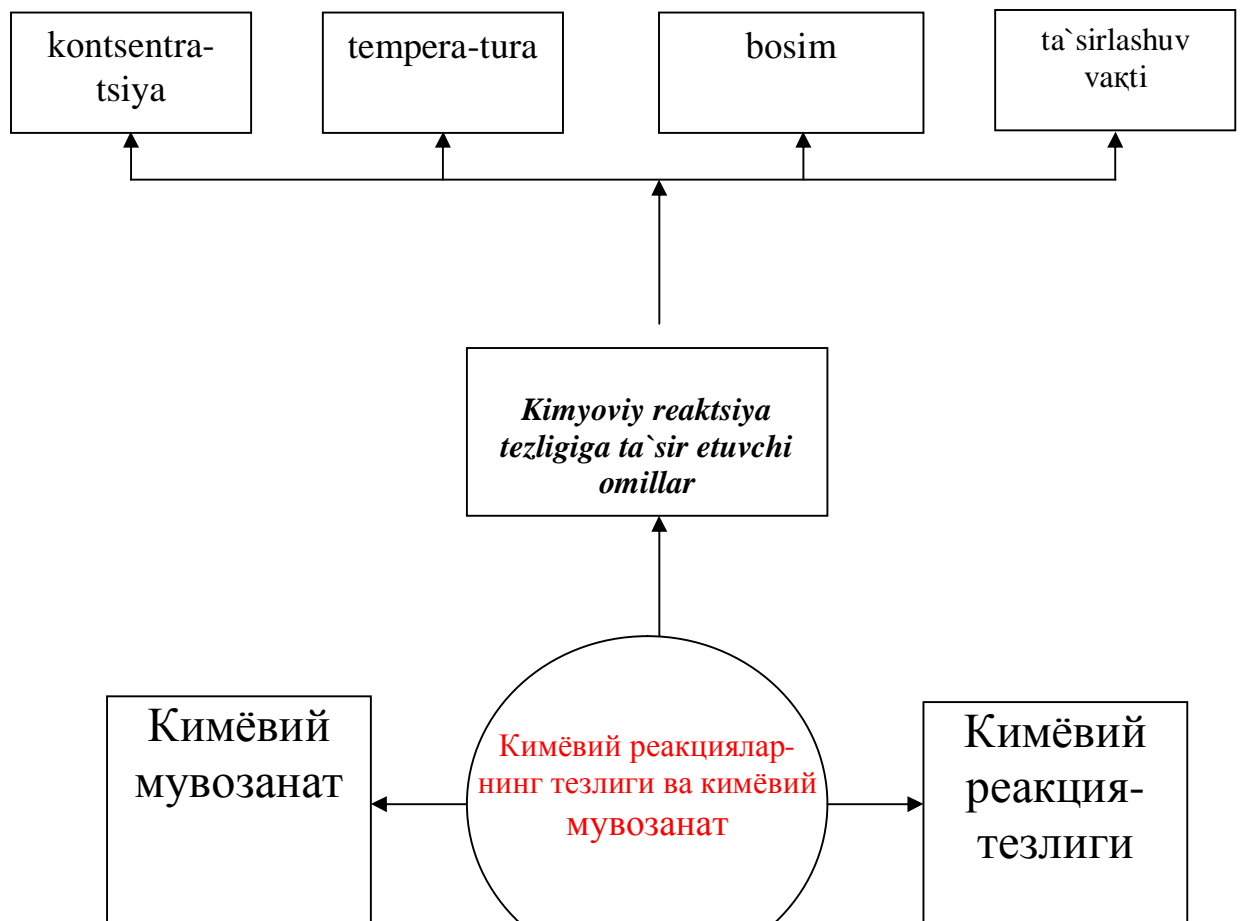 kontsentra-
tsiya
tempera-tura
bosim
ta`sirlashuv
vaқti
Kimyoviy reaktsiya
tezligiga ta`sir etuvchi
omillar
Кимёвий
мувозанат
Кимёвий реакциялар-
нинг тезлиги ва кимёвий
мувозанат
Кимёвий
реакция-
тезлиги